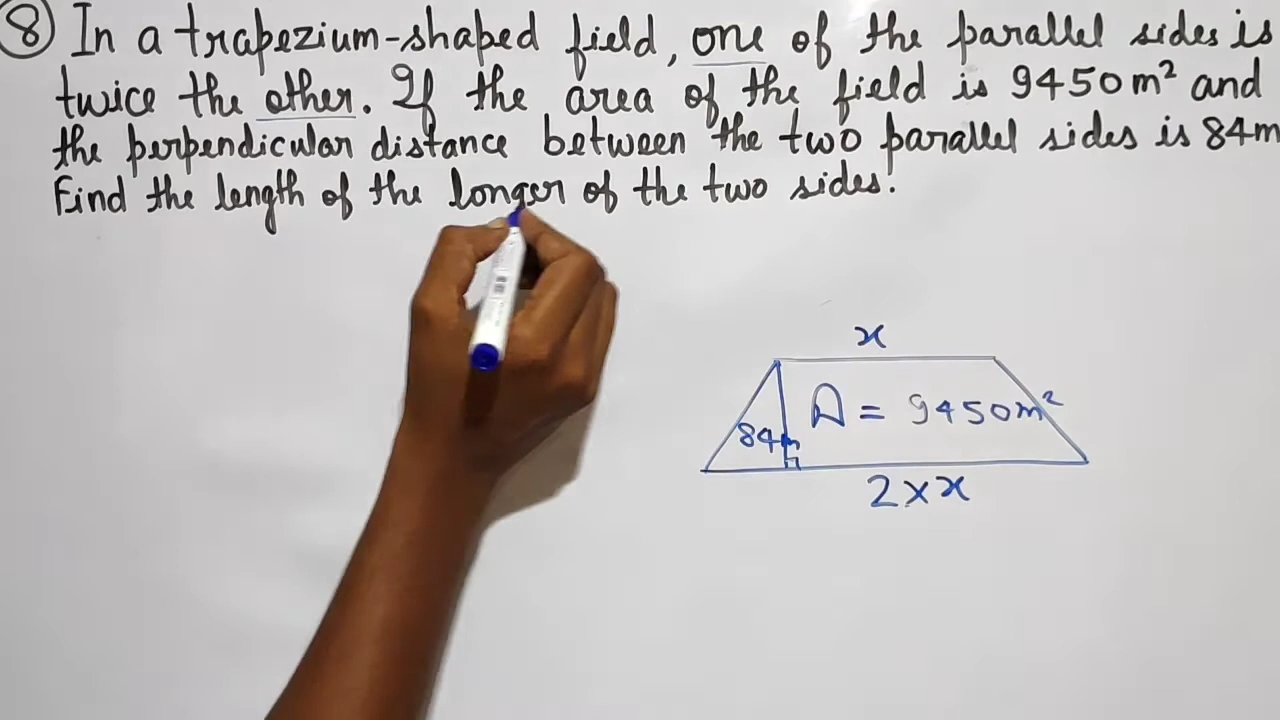 8 In a trapezium-shaped field, one of the parallel sides is
twice the other. If the area of the field is 9450m² and
the perpendicular distance between the two parallel sides is 84m
Find the length of the longer of the two sides.
x
84m A = 9450m²
2×x